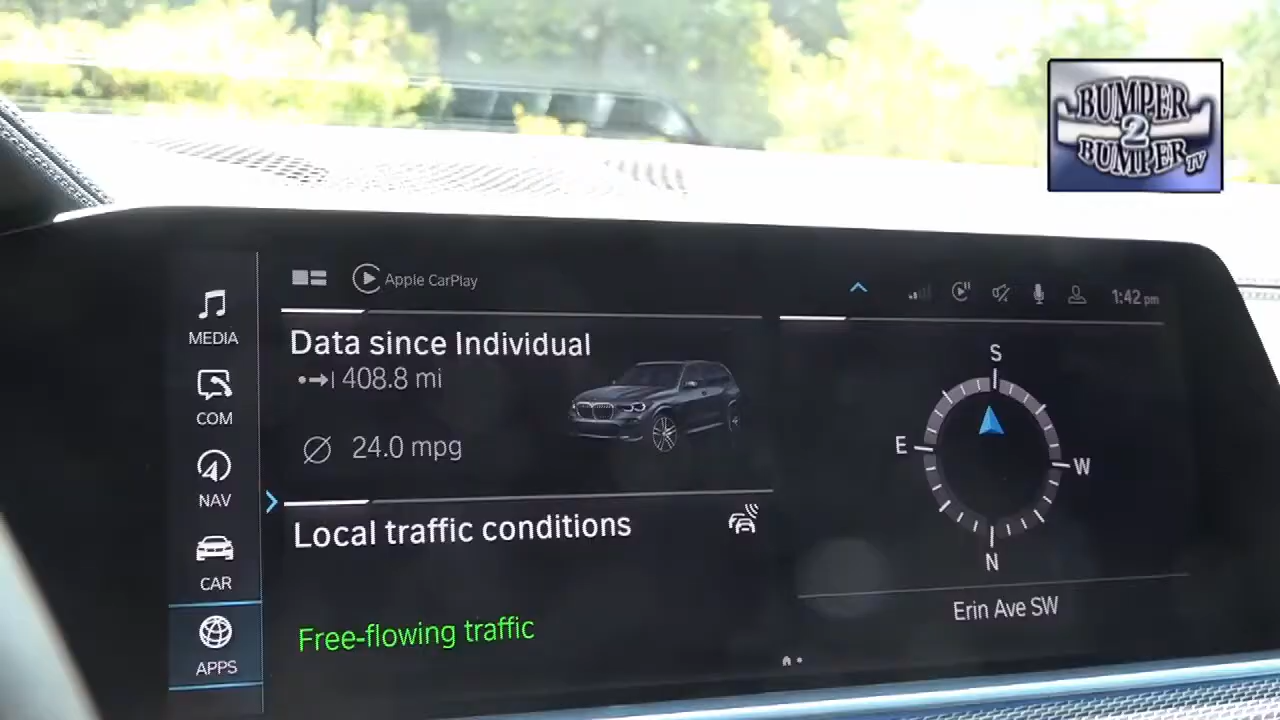 BUMPER
2
BUMPER TV
MEDIA
COM
NAV
CAR
APPS
Apple CarPlay
1:42 pm
Data since Individual
408.8 mi
24.0 mpg
Local traffic conditions
Free-flowing traffic
S
E
W
N
Erin Ave SW